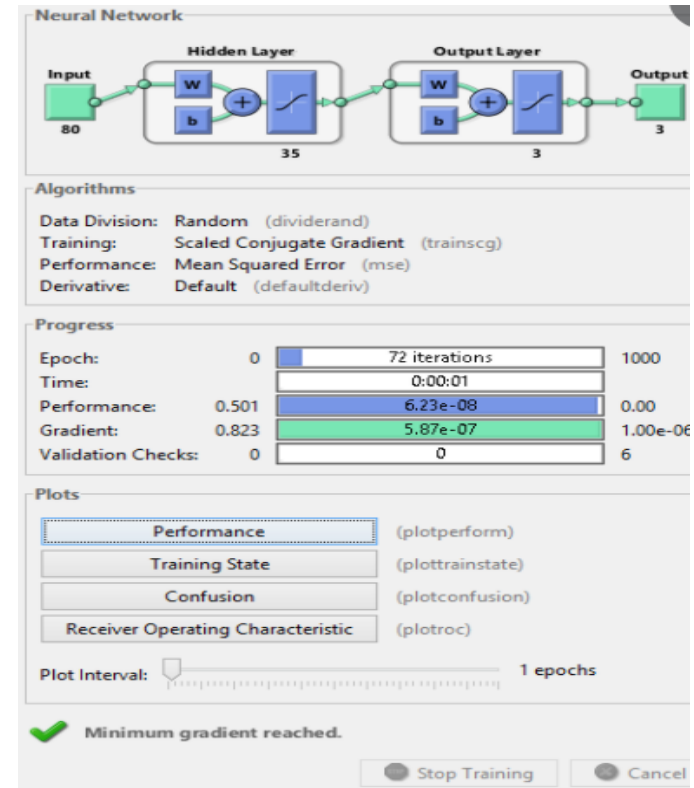 Neural Network
Hidden Layer
Output Layer
Input
W
b
+
W
b
+
Output
80
35
3
3
Algorithms
Data Division: Random (dividerand)
Training: Scaled Conjugate Gradient (trainscg)
Performance: Mean Squared Error (mse)
Derivative: Default (defaultderiv)
Progress
Epoch: 0 72 iterations 1000
Time: 0:00:01
Performance: 0.501 6.23e-08 0.00
Gradient: 0.823 5.87e-07 1.00e-06
Validation Checks: 0 0 6
Plots
Performance (plotperform)
Training State (plottrainstate)
Confusion (plotconfusion)
Receiver Operating Characteristic (plotroc)
Plot Interval: 1 epochs
Minimum gradient reached.
Stop Training Cancel